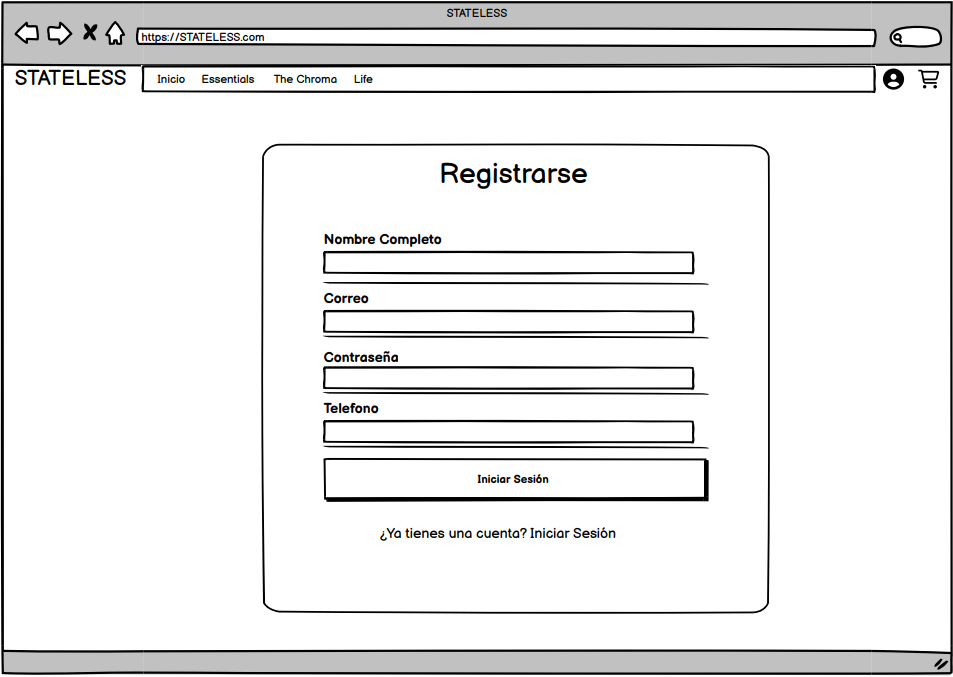 STATELESS
https://STATELESS.com
STATELESS
Inicio Essentials The Chroma Life
Registrarse
Nombre Completo
Correo
Contraseña
Telefono
Iniciar Sesión
¿Ya tienes una cuenta? Iniciar Sesión